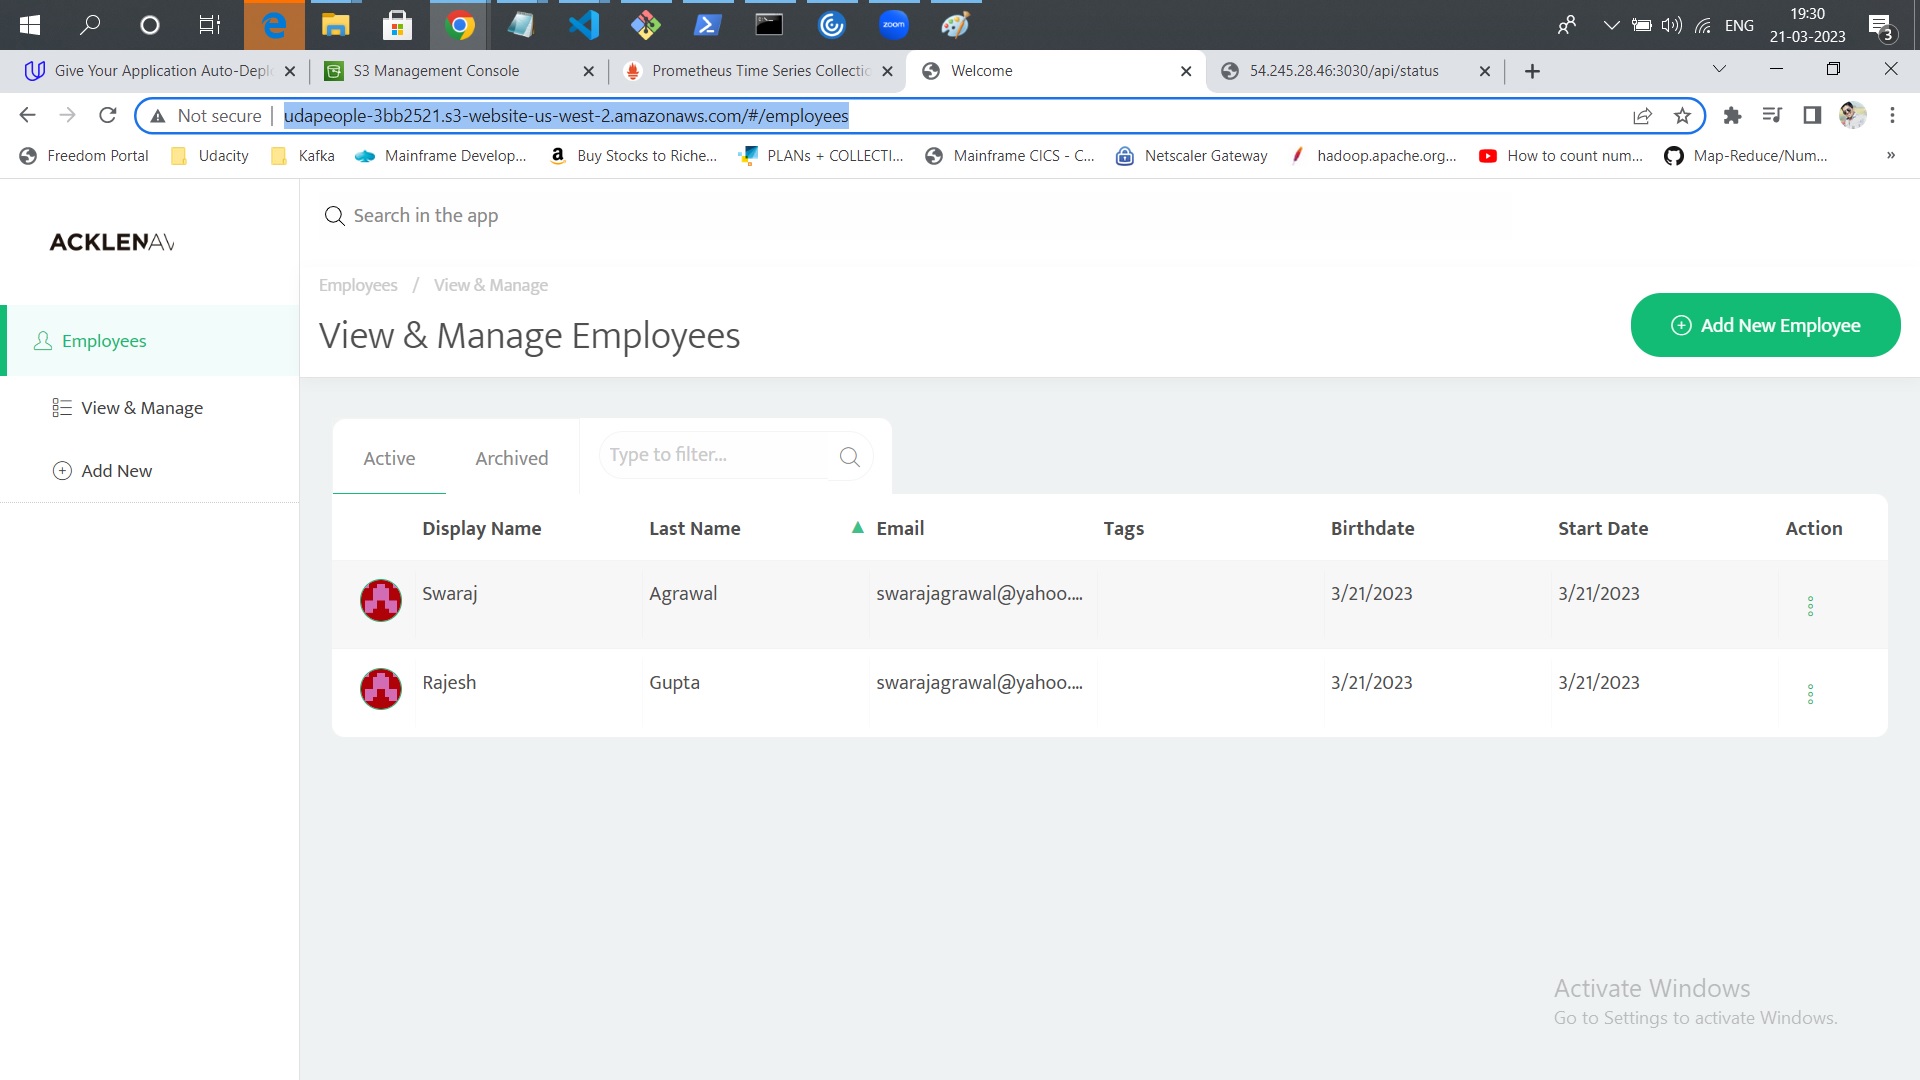 zoom
ENG
19:30
21-03-2023
3
Give Your Application Auto-Deplo
S3 Management Console
Prometheus Time Series Collectio
Welcome
54.245.28.46:3030/api/status
Not secure
udapeople-3bb2521.s3-website-us-west-2.amazonaws.com/#/employees
Freedom Portal
Udacity
Kafka
Mainframe Develop...
Buy Stocks to Riche...
PLANs + COLLECTI...
Mainframe CICS - C...
Netscaler Gateway
hadoop.apache.org...
How to count num...
Map-Reduce/Num...
»
ACKLENAV
Search in the app
Employees / View & Manage
View & Manage Employees
Add New Employee
Employees
View & Manage
Add New
Active
Archived
Type to filter...
Display Name Last Name Email Tags Birthdate Start Date Action
Swaraj Agrawal swarajagrawal@yahoo.... 3/21/2023 3/21/2023
Rajesh Gupta swarajagrawal@yahoo.... 3/21/2023 3/21/2023
Activate Windows
Go to Settings to activate Windows.